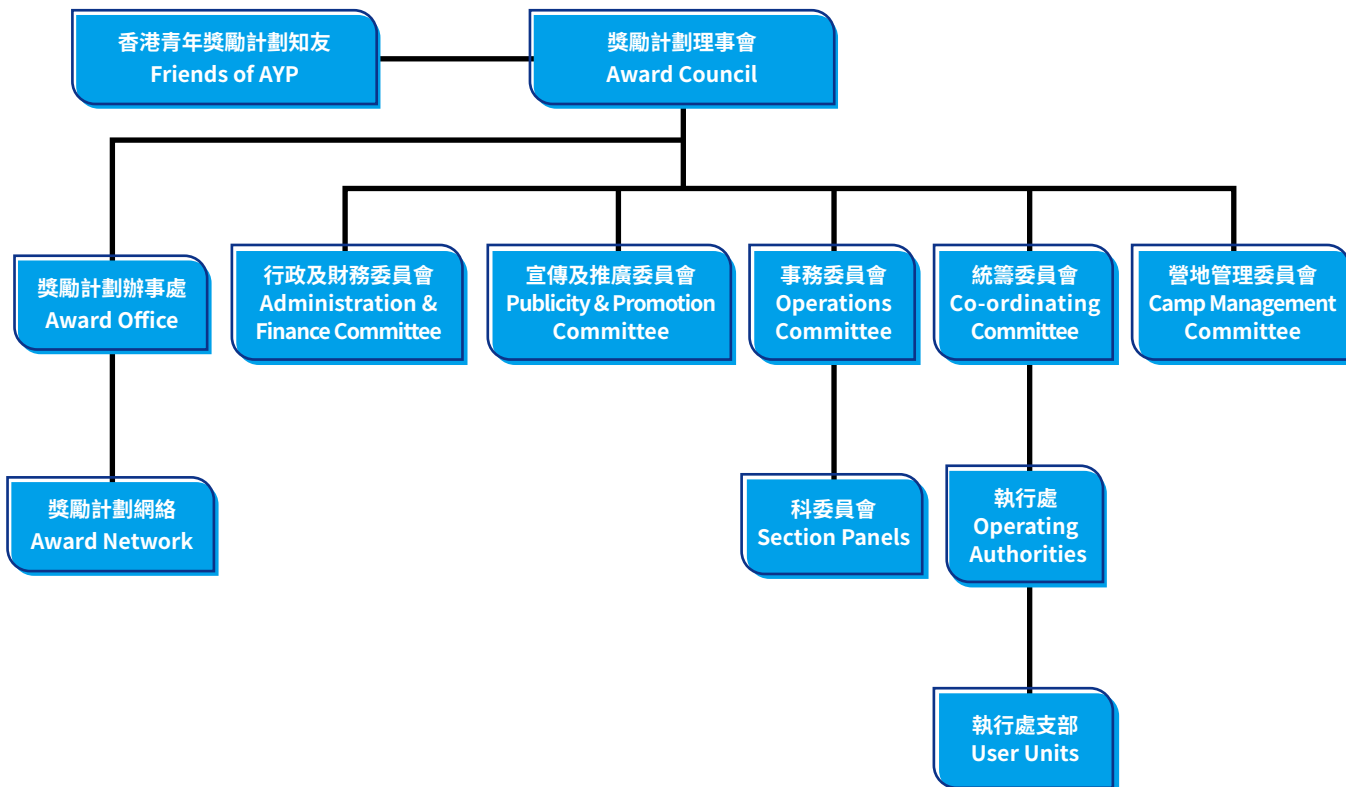 香港青年獎勵計劃知友
Friends of AYP
獎勵計劃理事會
Award Council
獎勵計劃辦事處
Award Office
行政及財務委員會
Administration &
Finance Committee
宣傳及推廣委員會
Publicity & Promotion
Committee
事務委員會
Operations
Committee
統籌委員會
Co-ordinating
Committee
營地管理委員會
Camp Management
Committee
獎勵計劃網絡
Award Network
科委員會
Section Panels
執行處
Operating
Authorities
執行處支部
User Units